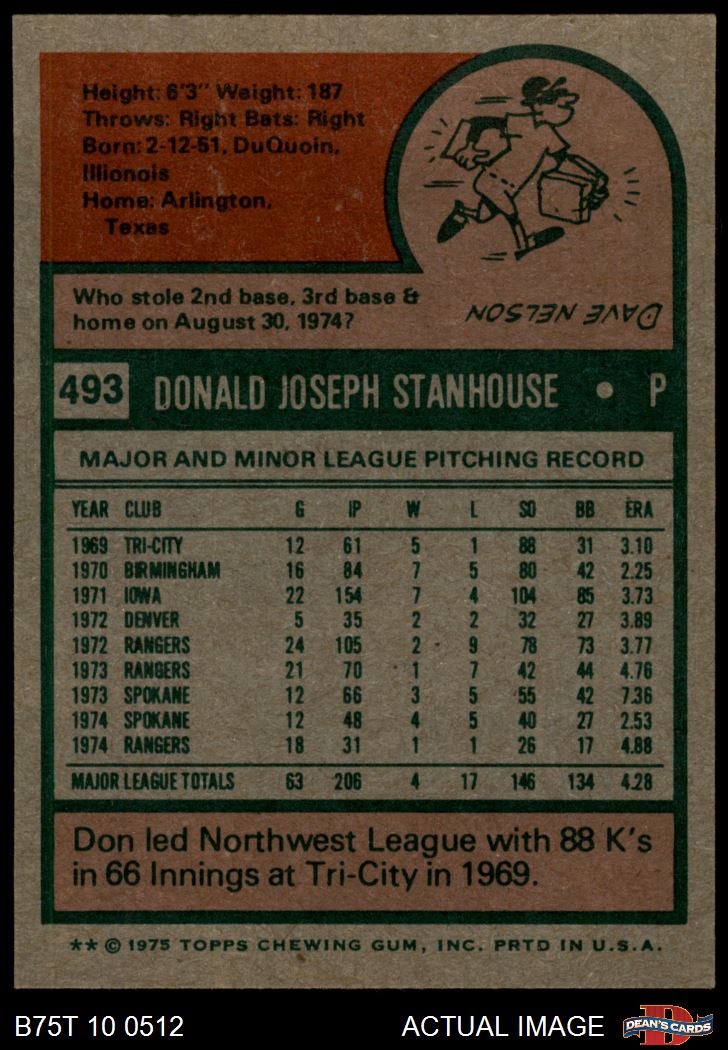 Height: 6'3" Weight: 187
Throws: Right Bats: Right
Born: 2-12-51, DuQuoin,
Illionois
Home: Arlington,
Texas
Who stole 2nd base, 3rd base &
home on August 30, 1974?
DAVE NELSON
493 DONALD JOSEPH STANHOUSE • P
MAJOR AND MINOR LEAGUE PITCHING RECORD
YEAR CLUB G IP W L SO BB ERA
1969 TRI-CITY 12 61 5 1 88 31 3.10
1970 BIRMINGHAM 16 84 7 5 80 42 2.25
1971 IOWA 22 154 7 4 104 85 3.73
1972 DENVER 5 35 2 2 32 27 3.89
1972 RANGERS 24 105 2 9 78 73 3.77
1973 RANGERS 21 70 1 7 42 44 4.76
1973 SPOKANE 12 66 3 5 55 42 7.36
1974 SPOKANE 12 48 4 5 40 27 2.53
1974 RANGERS 18 31 1 1 26 17 4.88
MAJOR LEAGUE TOTALS 63 206 4 17 146 134 4.28
Don led Northwest League with 88 K's
in 66 Innings at Tri-City in 1969.
** © 1975 TOPPS CHEWING GUM, INC. PRTD IN U.S.A.
B75T 10 0512 ACTUAL IMAGE D DEAN'S CARDS